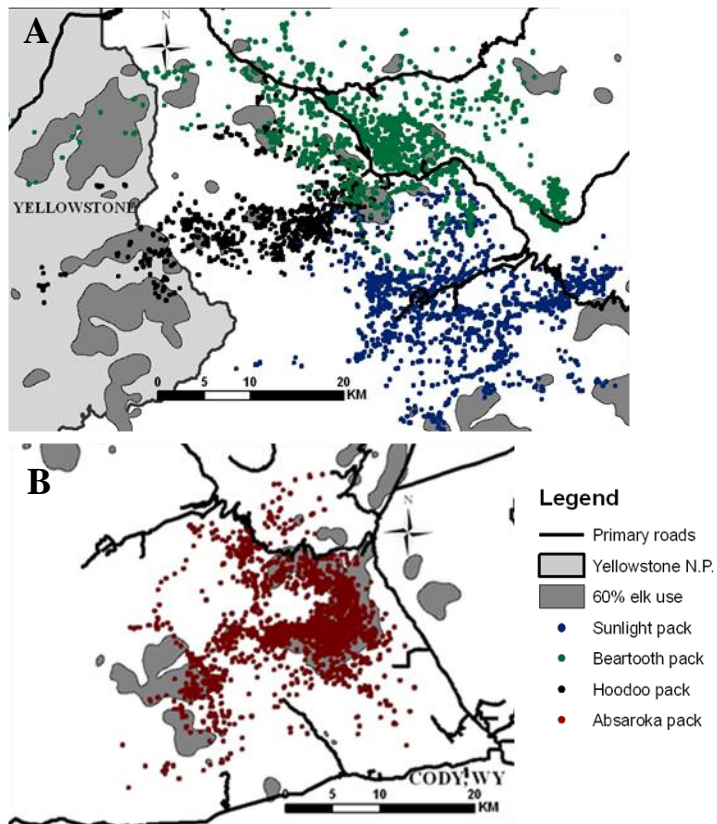 A
N
YELLOWSTONE
0 5 10 20
KM
B
N
CODY, WY
0 5 10 20
KM
Legend
Primary roads
Yellowstone N.P.
60% elk use
Sunlight pack
Beartooth pack
Hoodoo pack
Absaroka pack